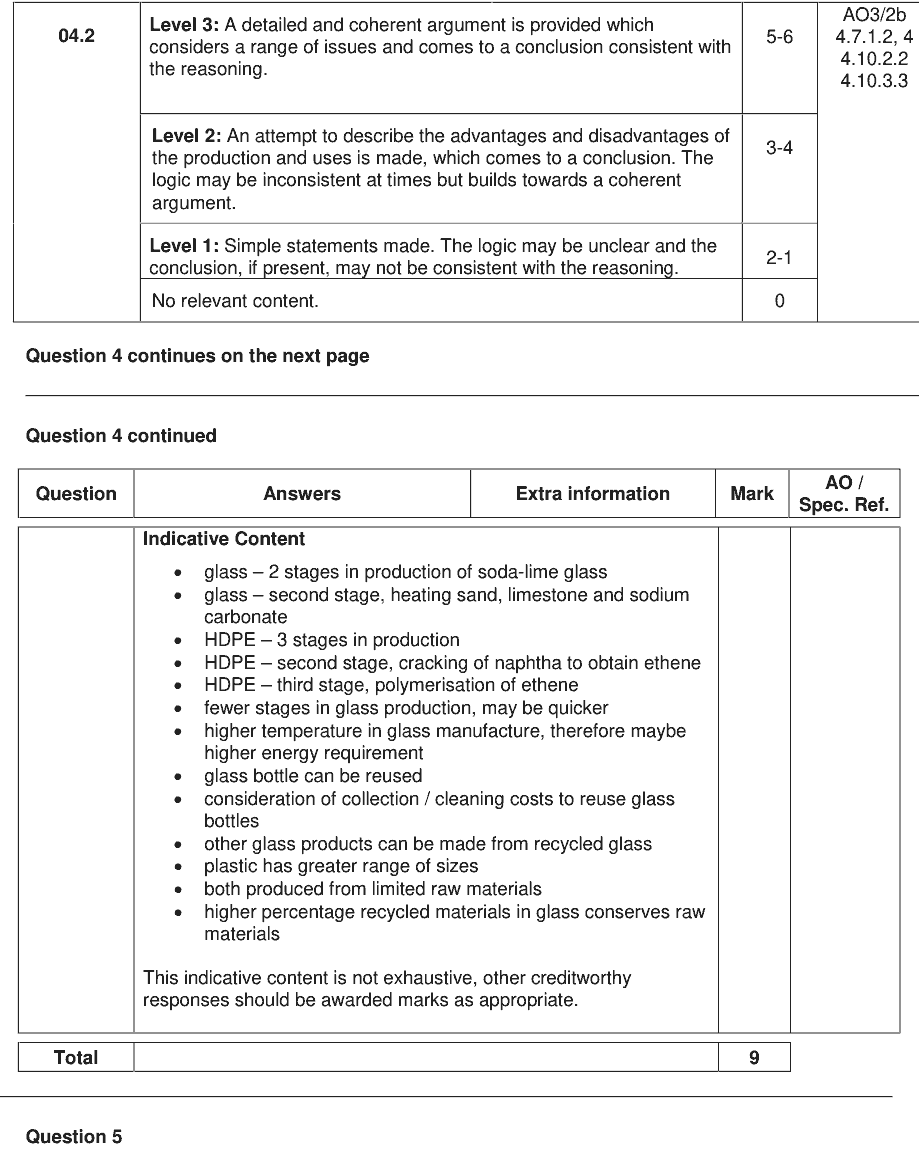 04.2
Level 3: A detailed and coherent argument is provided which
considers a range of issues and comes to a conclusion consistent with
the reasoning.
5-6
AO3/2b
4.7.1.2, 4
4.10.2.2
4.10.3.3
Level 2: An attempt to describe the advantages and disadvantages of
the production and uses is made, which comes to a conclusion. The
logic may be inconsistent at times but builds towards a coherent
argument.
3-4
Level 1: Simple statements made. The logic may be unclear and the
conclusion, if present, may not be consistent with the reasoning.
2-1
No relevant content.
0
Question 4 continues on the next page
Question 4 continued
Question
Answers
Extra information
Mark
AO /
Spec. Ref.
Indicative Content
• glass – 2 stages in production of soda-lime glass
• glass – second stage, heating sand, limestone and sodium
carbonate
• HDPE – 3 stages in production
• HDPE – second stage, cracking of naphtha to obtain ethene
• HDPE – third stage, polymerisation of ethene
• fewer stages in glass production, may be quicker
• higher temperature in glass manufacture, therefore maybe
higher energy requirement
• glass bottle can be reused
• consideration of collection / cleaning costs to reuse glass
bottles
• other glass products can be made from recycled glass
• plastic has greater range of sizes
• both produced from limited raw materials
• higher percentage recycled materials in glass conserves raw
materials
This indicative content is not exhaustive, other creditworthy
responses should be awarded marks as appropriate.
Total
9
Question 5